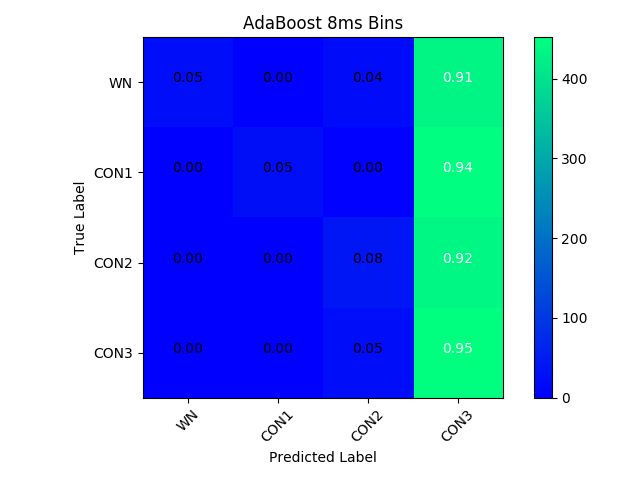 AdaBoost 8ms Bins
WN 0.05 0.00 0.04 0.91
CON1 0.00 0.05 0.00 0.94
CON2 0.00 0.00 0.08 0.92
CON3 0.00 0.00 0.05 0.95
True Label
WN CON1 CON2 CON3
Predicted Label
400
300
200
100
0